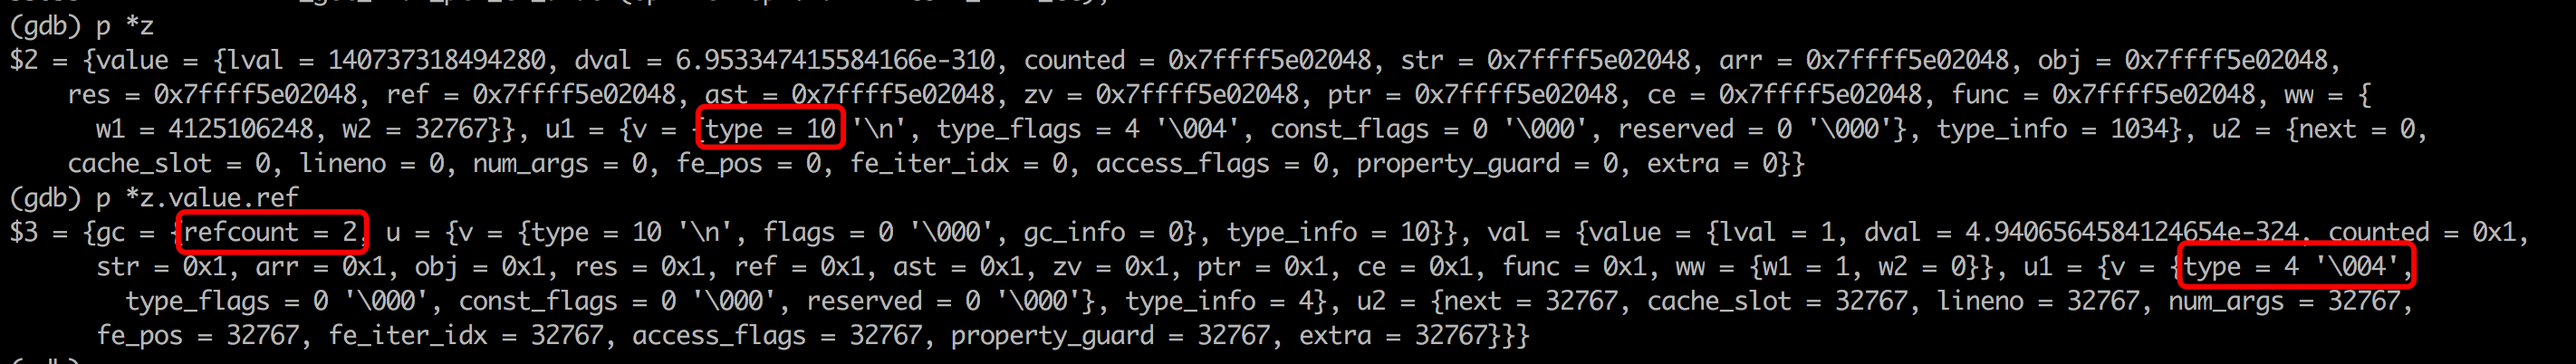 (gdb) p *z
$2 = {value = {lval = 140737318494280, dval = 6.953347415584166e-310, counted = 0x7ffff5e02048, str = 0x7ffff5e02048, arr = 0x7ffff5e02048, obj = 0x7ffff5e02048,
res = 0x7ffff5e02048, ref = 0x7ffff5e02048, ast = 0x7ffff5e02048, zv = 0x7ffff5e02048, ptr = 0x7ffff5e02048, ce = 0x7ffff5e02048, func = 0x7ffff5e02048, ww = {
w1 = 4125106248, w2 = 32767}}, u1 = {v = {type = 10 '\n', type_flags = 4 '\004', const_flags = 0 '\000', reserved = 0 '\000'}, type_info = 1034}, u2 = {next = 0,
cache_slot = 0, lineno = 0, num_args = 0, fe_pos = 0, fe_iter_idx = 0, access_flags = 0, property_guard = 0, extra = 0}}
(gdb) p *z.value.ref
$3 = {gc = {refcount = 2, u = {v = {type = 10 '\n', flags = 0 '\000', gc_info = 0}, type_info = 10}}, val = {value = {lval = 1, dval = 4.9406564584124654e-324, counted = 0x1,
str = 0x1, arr = 0x1, obj = 0x1, res = 0x1, ref = 0x1, ast = 0x1, zv = 0x1, ptr = 0x1, ce = 0x1, func = 0x1, ww = {w1 = 1, w2 = 0}}, u1 = {v = {type = 4 '\004',
type_flags = 0 '\000', const_flags = 0 '\000', reserved = 0 '\000'}, type_info = 4}, u2 = {next = 32767, cache_slot = 32767, lineno = 32767, num_args = 32767,
fe_pos = 32767, fe_iter_idx = 32767, access_flags = 32767, property_guard = 32767, extra = 32767}}}